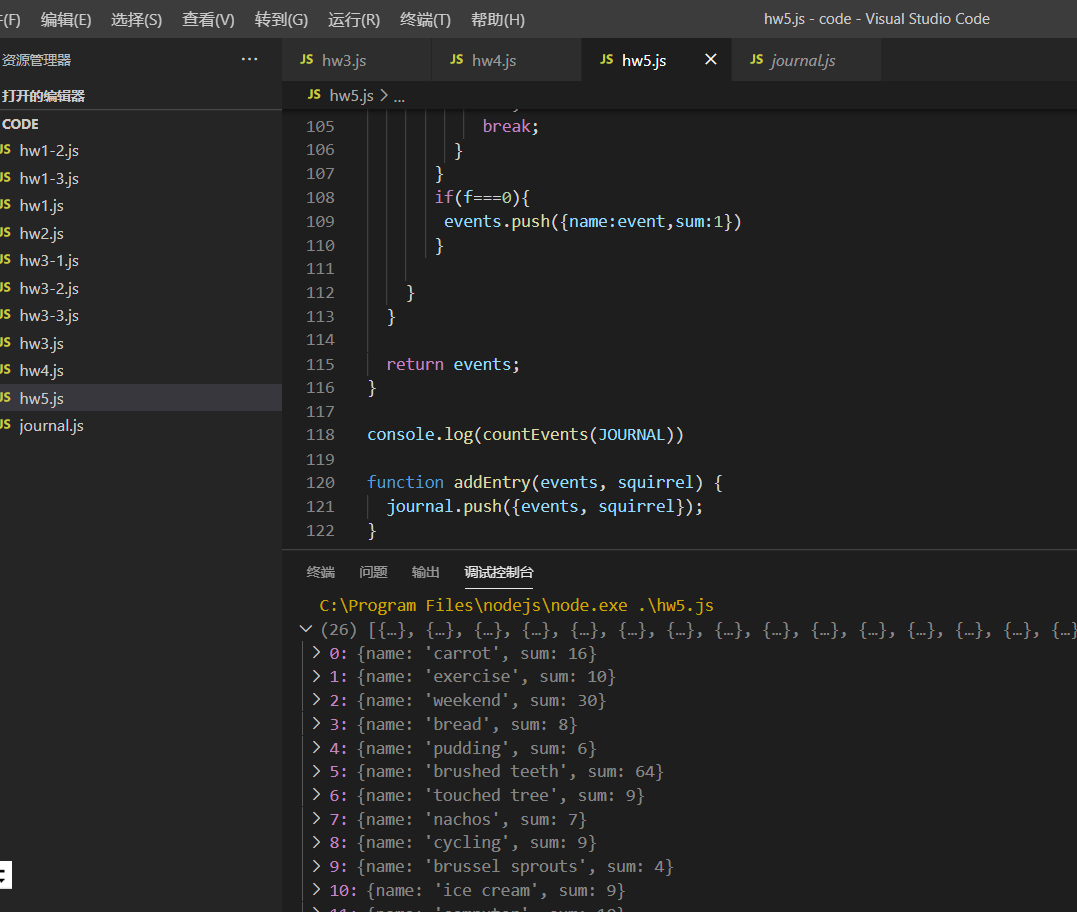 (F) 编辑(E) 选择(S) 查看(V) 转到(G) 运行(R) 终端(T) 帮助(H) hw5.js - code - Visual Studio Code
资源管理器 ... JS hw3.js JS hw4.js JS hw5.js × JS journal.js
打开的编辑器 JS hw5.js > ...
CODE
JS hw1-2.js
JS hw1-3.js
JS hw1.js
JS hw2.js
JS hw3-1.js
JS hw3-2.js
JS hw3-3.js
JS hw3.js
JS hw4.js
JS hw5.js
JS journal.js
105 break;
106 }
107 }
108 if(f===0){
109 events.push({name:event,sum:1})
110 }
111
112 }
113 }
114
115 return events;
116 }
117
118 console.log(countEvents(JOURNAL))
119
120 function addEntry(events, squirrel) {
121 journal.push({events, squirrel});
122 }
终端 问题 输出 调试控制台
C:\Program Files\nodejs\node.exe .\hw5.js
(26) [{…}, {…}, {…}, {…}, {…}, {…}, {…}, {…}, {…}, {…}, {…}, {…}, {…}, {…}, {…}
0: {name: 'carrot', sum: 16}
1: {name: 'exercise', sum: 10}
2: {name: 'weekend', sum: 30}
3: {name: 'bread', sum: 8}
4: {name: 'pudding', sum: 6}
5: {name: 'brushed teeth', sum: 64}
6: {name: 'touched tree', sum: 9}
7: {name: 'nachos', sum: 7}
8: {name: 'cycling', sum: 9}
9: {name: 'brussel sprouts', sum: 4}
10: {name: 'ice cream', sum: 9}